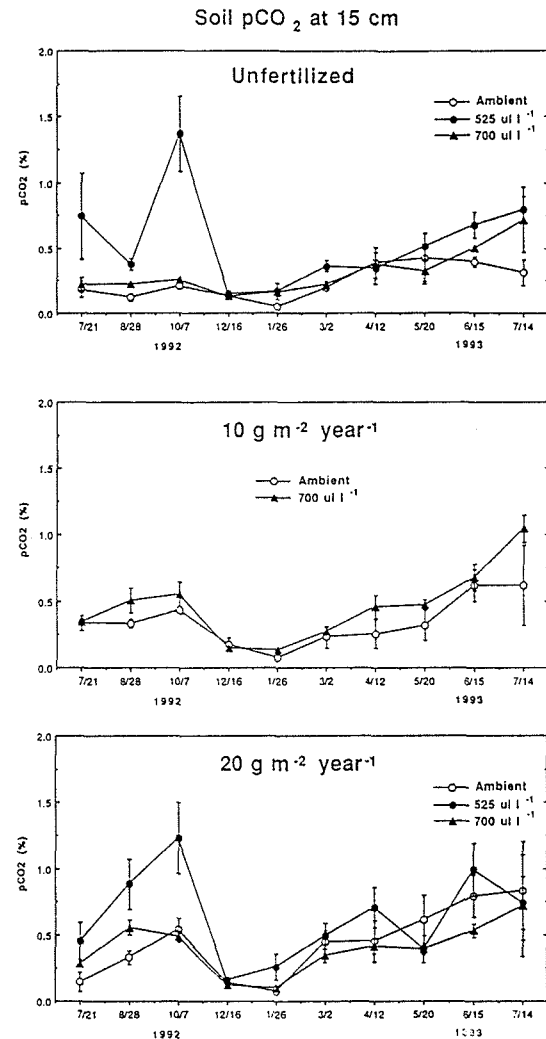 Soil pCO 2 at 15 cm
2.0
Unfertilized
Ambient
525 ul l -1
700 ul l -1
1.5
1.0
0.5
0.0
pCO2 (%)
7/21 8/28 10/7 12/16 1/26 3/2 4/12 5/20 6/15 7/14
1992 1993
2.0
10 g m -2 year -1
Ambient
700 ul l -1
1.5
1.0
0.5
0.0
pCO2 (%)
7/21 8/28 10/7 12/16 1/26 3/2 4/12 5/20 6/15 7/14
1992 1993
2.0
20 g m -2 year -1
Ambient
525 ul l -1
700 ul l -1
1.5
1.0
0.5
0.0
pCO2 (%)
7/21 8/28 10/7 12/16 1/26 3/2 4/12 5/20 6/15 7/14
1992